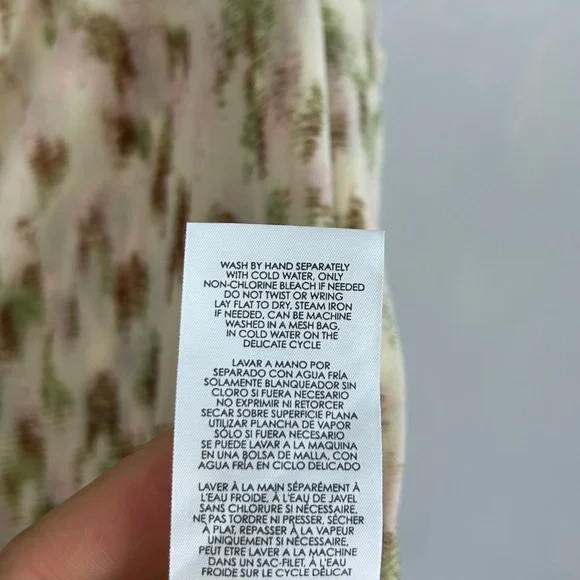 WASH BY HAND SEPARATELY
WITH COLD WATER, ONLY
NON-CHLORINE BLEACH IF NEEDED
DO NOT TWIST OR WRING
LAY FLAT TO DRY, STEAM IRON
IF NEEDED, CAN BE MACHINE
WASHED IN A MESH BAG,
IN COLD WATER ON THE
DELICATE CYCLE
LAVAR A MANO POR
SEPARADO CON AGUA FRÍA
SOLAMENTE BLANQUEADOR SIN
CLORO SI FUERA NECESARIO
NO EXPRIMIR NI RETORCER
SECAR SOBRE SUPERFICIE PLANA
UTILIZAR PLANCHA DE VAPOR
SÓLO SI FUERA NECESARIO
SE PUEDE LAVAR A LA MAQUINA
EN UNA BOLSA DE MALLA, CON
AGUA FRÍA EN CICLO DELICADO
LAVER À LA MAIN SÉPARÉMENT À
L'EAU FROIDE, À L'EAU DE JAVEL
SANS CHLORURE SI NÉCESSAIRE,
NE PAS TORDRE NI PRESSER, SÉCHER
À PLAT, REPASSER À LA VAPEUR
UNIQUEMENT SI NÉCESSAIRE,
PEUT ÊTRE LAVER A LA MACHINE
DANS UN SAC-FILET, À L'EAU
FROIDE SUR LE CYCLE DÉLICAT